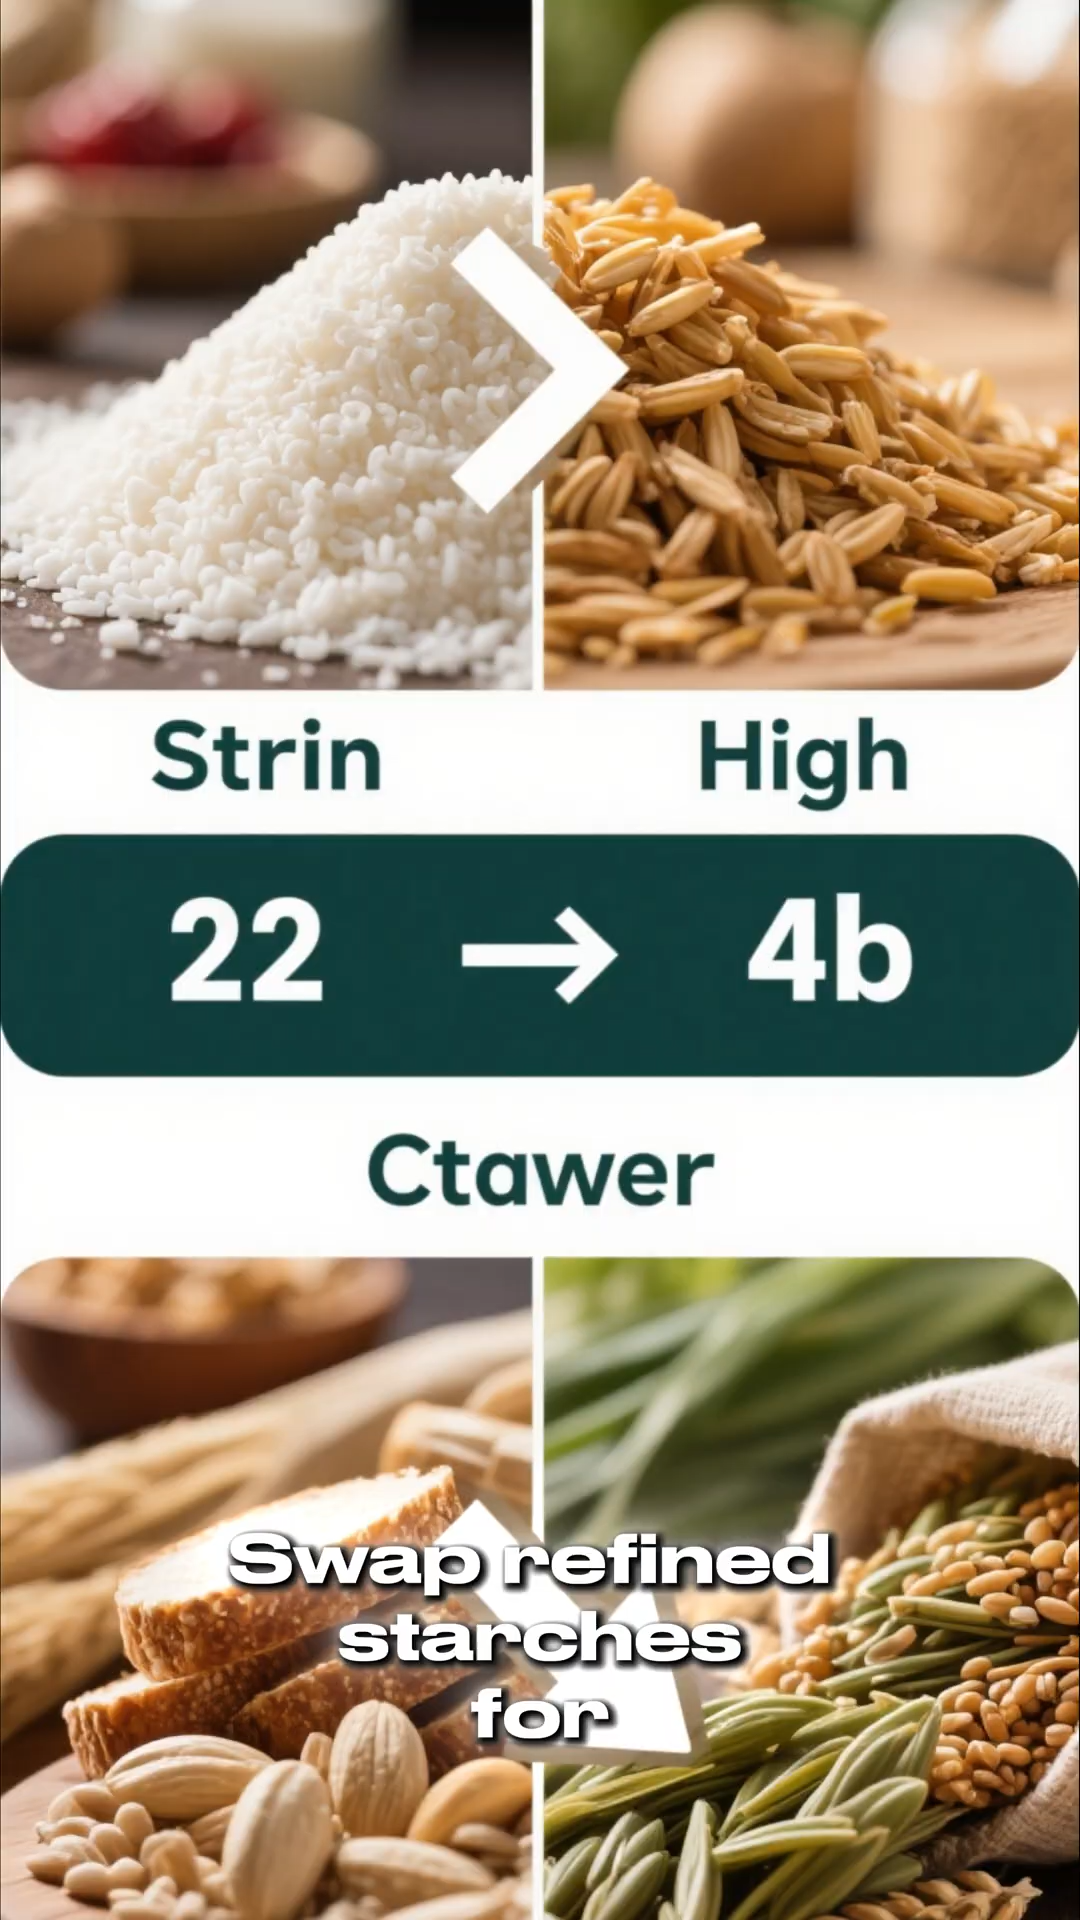 Strin High
22 → 4b
Ctawer
Swap refined
starches
for